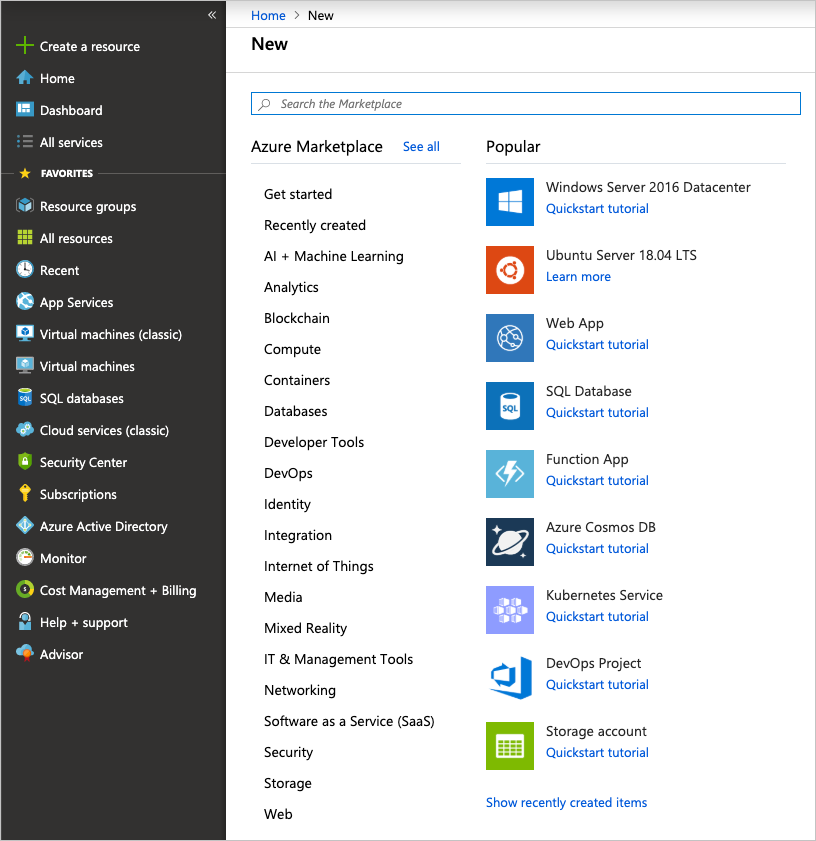 «
Create a resource
Home
Dashboard
All services
FAVORITES
Resource groups
All resources
Recent
App Services
Virtual machines (classic)
Virtual machines
SQL databases
Cloud services (classic)
Security Center
Subscriptions
Azure Active Directory
Monitor
Cost Management + Billing
Help + support
Advisor
Home > New
New
Search the Marketplace
Azure Marketplace See all
Get started
Recently created
AI + Machine Learning
Analytics
Blockchain
Compute
Containers
Databases
Developer Tools
DevOps
Identity
Integration
Internet of Things
Media
Mixed Reality
IT & Management Tools
Networking
Software as a Service (SaaS)
Security
Storage
Web
Popular
Windows Server 2016 Datacenter
Quickstart tutorial
Ubuntu Server 18.04 LTS
Learn more
Web App
Quickstart tutorial
SQL
SQL Database
Quickstart tutorial
Function App
Quickstart tutorial
Azure Cosmos DB
Quickstart tutorial
Kubernetes Service
Quickstart tutorial
DevOps Project
Quickstart tutorial
Storage account
Quickstart tutorial
Show recently created items